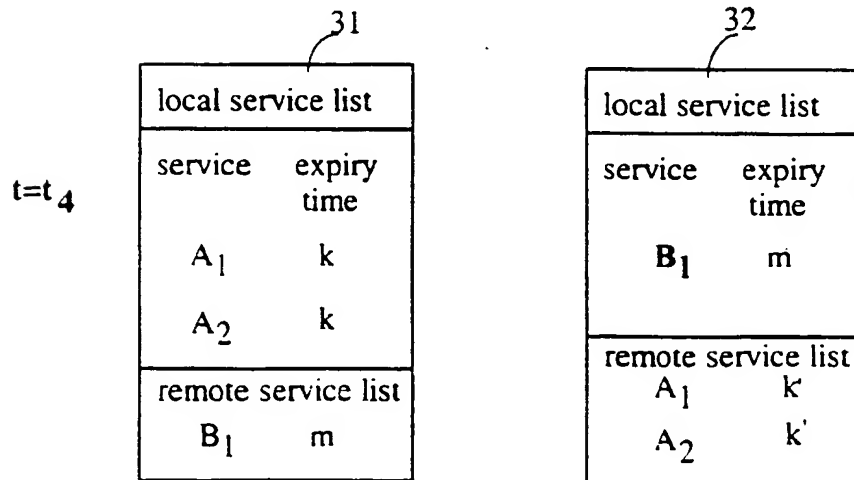 31
32
local service list
local service list
t=t4
service expiry time
service expiry time
A1 k
B1 m
A2 k
remote service list
B1 m
remote service list
A1 k'
A2 k'